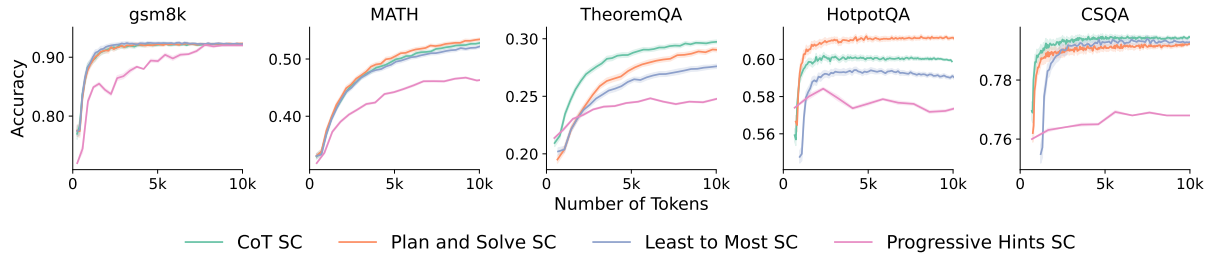 gsm8k
MATH
TheoremQA
HotpotQA
CSQA
Accuracy
0.90
0.80
0
5k
10k
0.50
0.40
0
5k
10k
0.30
0.25
0.20
0
5k
10k
0.60
0.58
0.56
0
5k
10k
0.78
0.76
0
5k
10k
Number of Tokens
CoT SC
Plan and Solve SC
Least to Most SC
Progressive Hints SC